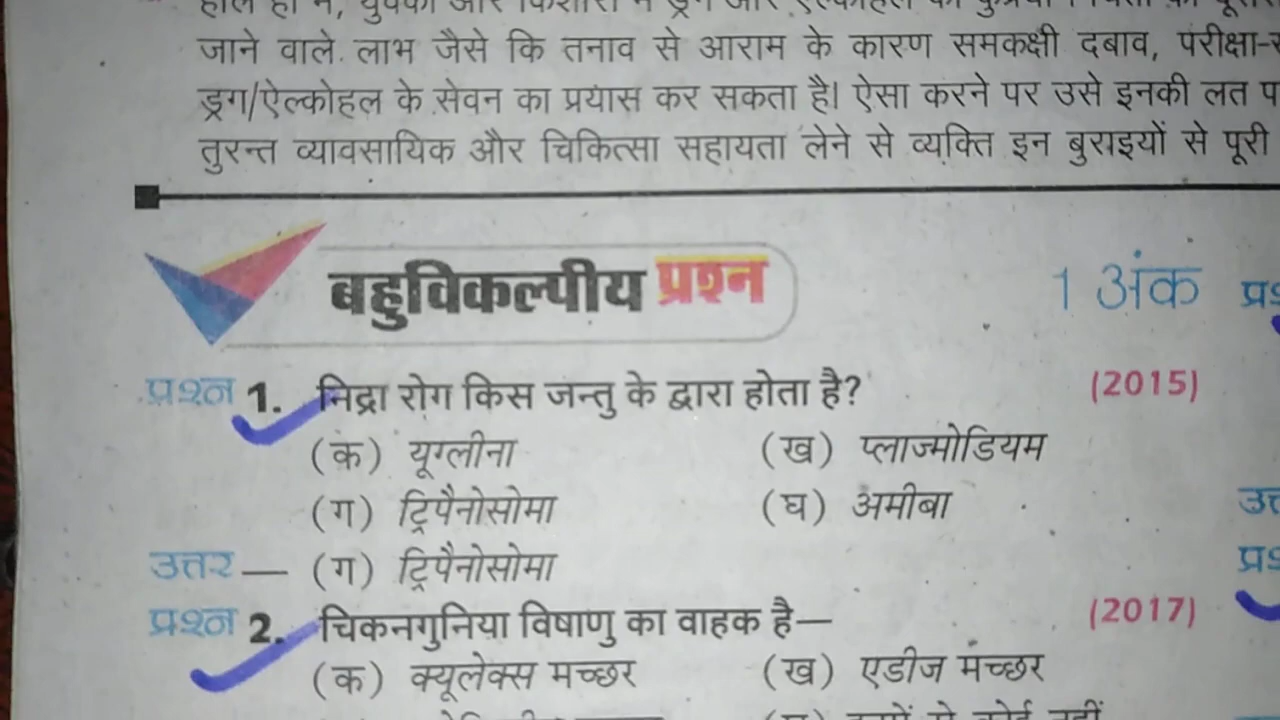 जाने वाले लाभ जैसे कि तनाव से आराम के कारण समकक्षी दबाव, परीक्षा-
ड्रग/ऐल्कोहल के सेवन का प्रयास कर सकता है। ऐसा करने पर उसे इनकी लत
तुरन्त व्यावसायिक और चिकित्सा सहायता लेने से व्यक्ति इन बुराइयों से पूरी
बहुविकल्पीय प्रश्न 1 अंक
प्रश्न 1. निद्रा रोग किस जन्तु के द्वारा होता है? (2015)
(क) यूग्लीना (ख) प्लाज्मोडियम
(ग) ट्रिपैनोसोमा (घ) अमीबा
उत्तर — (ग) ट्रिपैनोसोमा
प्रश्न 2. चिकनगुनिया विषाणु का वाहक है— (2017)
(क) क्यूलेक्स मच्छर (ख) एडीज मच्छर